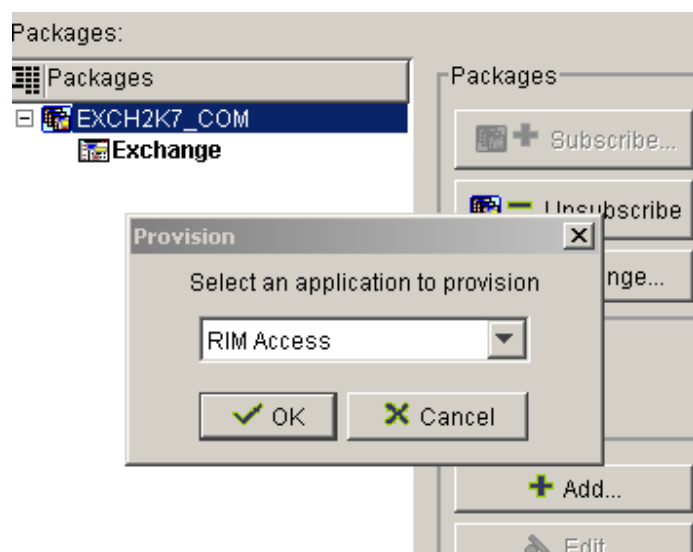 Packages:
Packages
EXCH2K7_COM
Exchange
Packages
Subscribe...
Unsubscribe
nge...
Provision
Select an application to provision
RIM Access
OK
Cancel
Add...
Edit